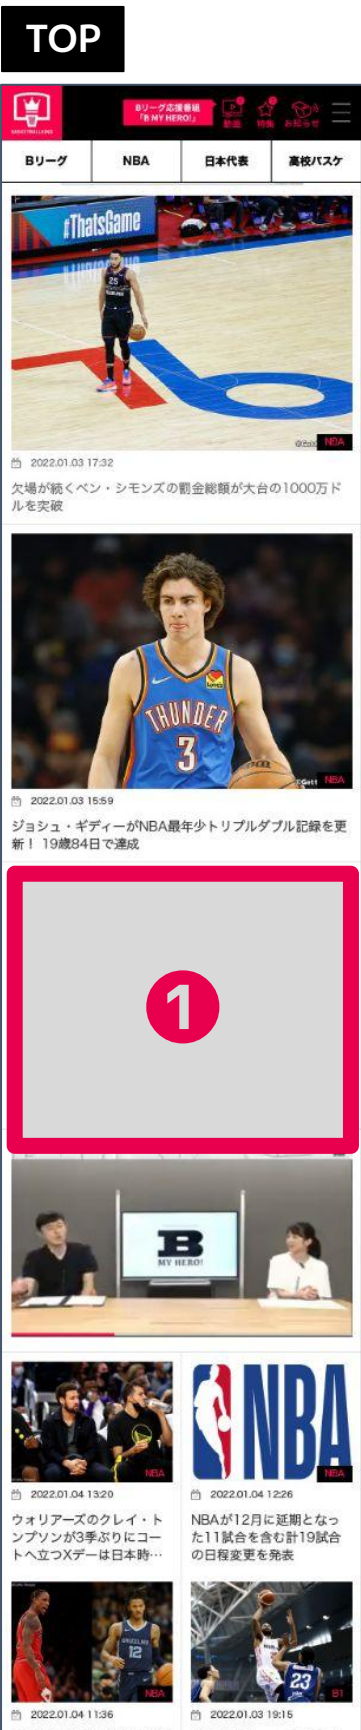 TOP
BASKETBALLKING
Bリーグ応援番組
「B MY HERO!」
動画
特集
お知らせ
Bリーグ
NBA
日本代表
高校バスケ
#ThatsGame
25
©Gett
NBA
2022.01.03 17:32
欠場が続くベン・シモンズの罰金総額が大台の1000万ド
ルを突破
THUNDER
3
©Gett
NBA
2022.01.03 15:59
ジョシュ・ギディーがNBA最年少トリプルダブル記録を更
新！ 19歳84日で達成
1
B
MY HERO!
NBA
NBA
NBA
2022.01.04 13:20
2022.01.04 12:26
ウォリアーズのクレイ・ト
ンプソンが3季ぶりにコー
トへ立つXデーは日本時…
NBAが12月に延期となっ
た11試合を含む計19試合
の日程変更を発表
GRIZZLIES
12
NBA
23
B1
2022.01.04 11:36
2022.01.03 19:15